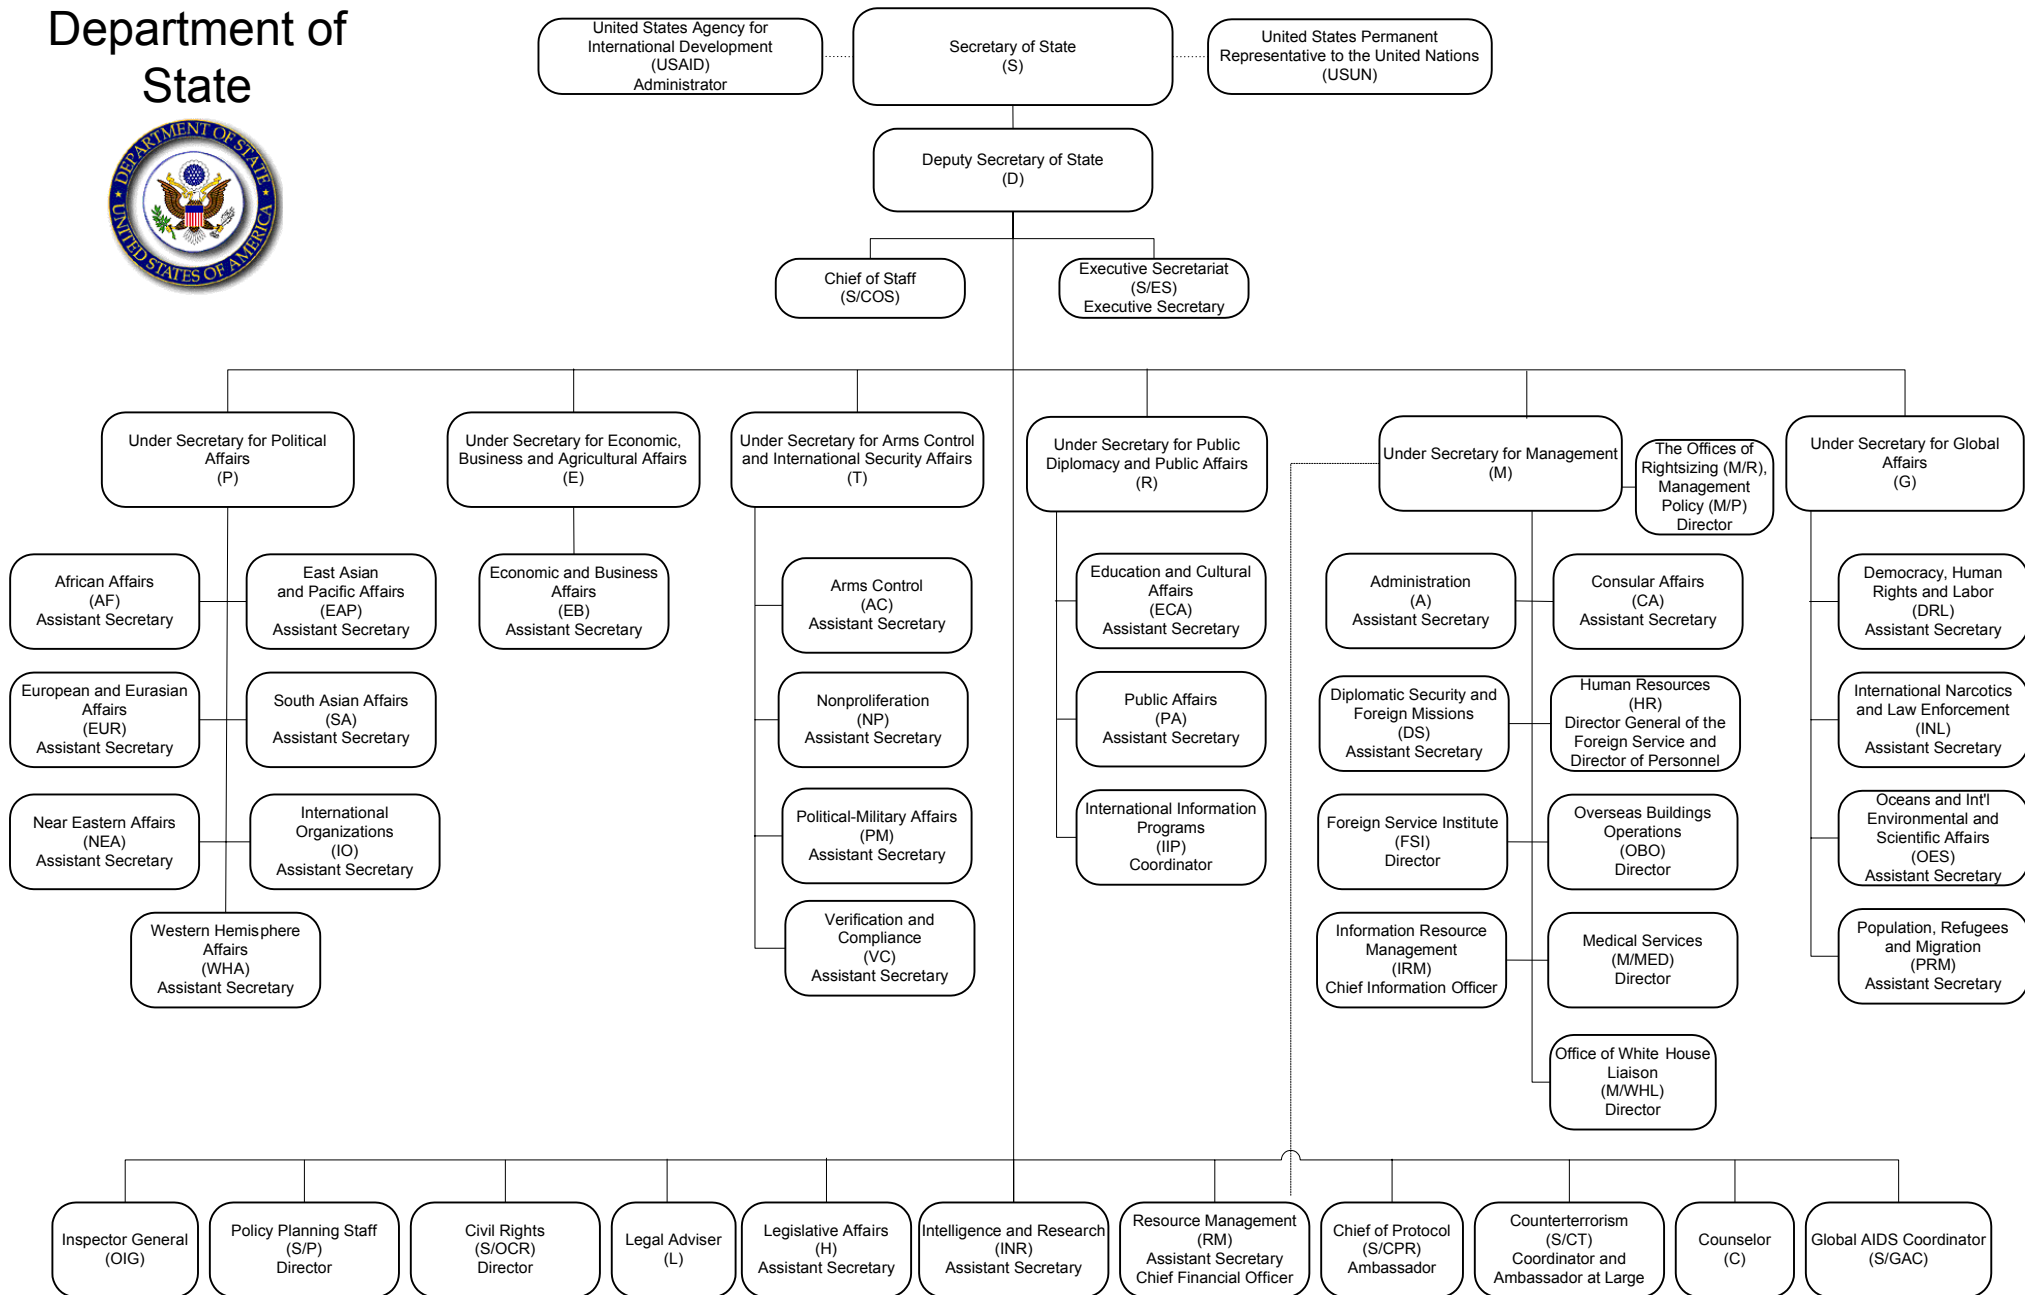 Department of
State
DEPARTMENT OF STATE
UNITED STATES OF AMERICA
United States Agency for
International Development
(USAID)
Administrator
Secretary of State
(S)
United States Permanent
Representative to the United Nations
(USUN)
Deputy Secretary of State
(D)
Chief of Staff
(S/COS)
Executive Secretariat
(S/ES)
Executive Secretary
Under Secretary for Political
Affairs
(P)
Under Secretary for Economic,
Business and Agricultural Affairs
(E)
Under Secretary for Arms Control
and International Security Affairs
(T)
Under Secretary for Public
Diplomacy and Public Affairs
(R)
Under Secretary for Management
(M)
The Offices of
Rightsizing (M/R),
Management
Policy (M/P)
Director
Under Secretary for Global
Affairs
(G)
African Affairs
(AF)
Assistant Secretary
East Asian
and Pacific Affairs
(EAP)
Assistant Secretary
Economic and Business
Affairs
(EB)
Assistant Secretary
Arms Control
(AC)
Assistant Secretary
Education and Cultural
Affairs
(ECA)
Assistant Secretary
Administration
(A)
Assistant Secretary
Consular Affairs
(CA)
Assistant Secretary
Democracy, Human
Rights and Labor
(DRL)
Assistant Secretary
European and Eurasian
Affairs
(EUR)
Assistant Secretary
South Asian Affairs
(SA)
Assistant Secretary
Nonproliferation
(NP)
Assistant Secretary
Public Affairs
(PA)
Assistant Secretary
Diplomatic Security and
Foreign Missions
(DS)
Assistant Secretary
Human Resources
(HR)
Director General of the
Foreign Service and
Director of Personnel
International Narcotics
and Law Enforcement
(INL)
Assistant Secretary
Near Eastern Affairs
(NEA)
Assistant Secretary
International
Organizations
(IO)
Assistant Secretary
Political-Military Affairs
(PM)
Assistant Secretary
International Information
Programs
(IIP)
Coordinator
Foreign Service Institute
(FSI)
Director
Overseas Buildings
Operations
(OBO)
Director
Oceans and Int'l
Environmental and
Scientific Affairs
(OES)
Assistant Secretary
Western Hemisphere
Affairs
(WHA)
Assistant Secretary
Verification and
Compliance
(VC)
Assistant Secretary
Information Resource
Management
(IRM)
Chief Information Officer
Medical Services
(M/MED)
Director
Population, Refugees
and Migration
(PRM)
Assistant Secretary
Office of White House
Liaison
(M/WHL)
Director
Inspector General
(OIG)
Policy Planning Staff
(S/P)
Director
Civil Rights
(S/OCR)
Director
Legal Adviser
(L)
Legislative Affairs
(H)
Assistant Secretary
Intelligence and Research
(INR)
Assistant Secretary
Resource Management
(RM)
Assistant Secretary
Chief Financial Officer
Chief of Protocol
(S/CPR)
Ambassador
Counterterrorism
(S/CT)
Coordinator and
Ambassador at Large
Counselor
(C)
Global AIDS Coordinator
(S/GAC)